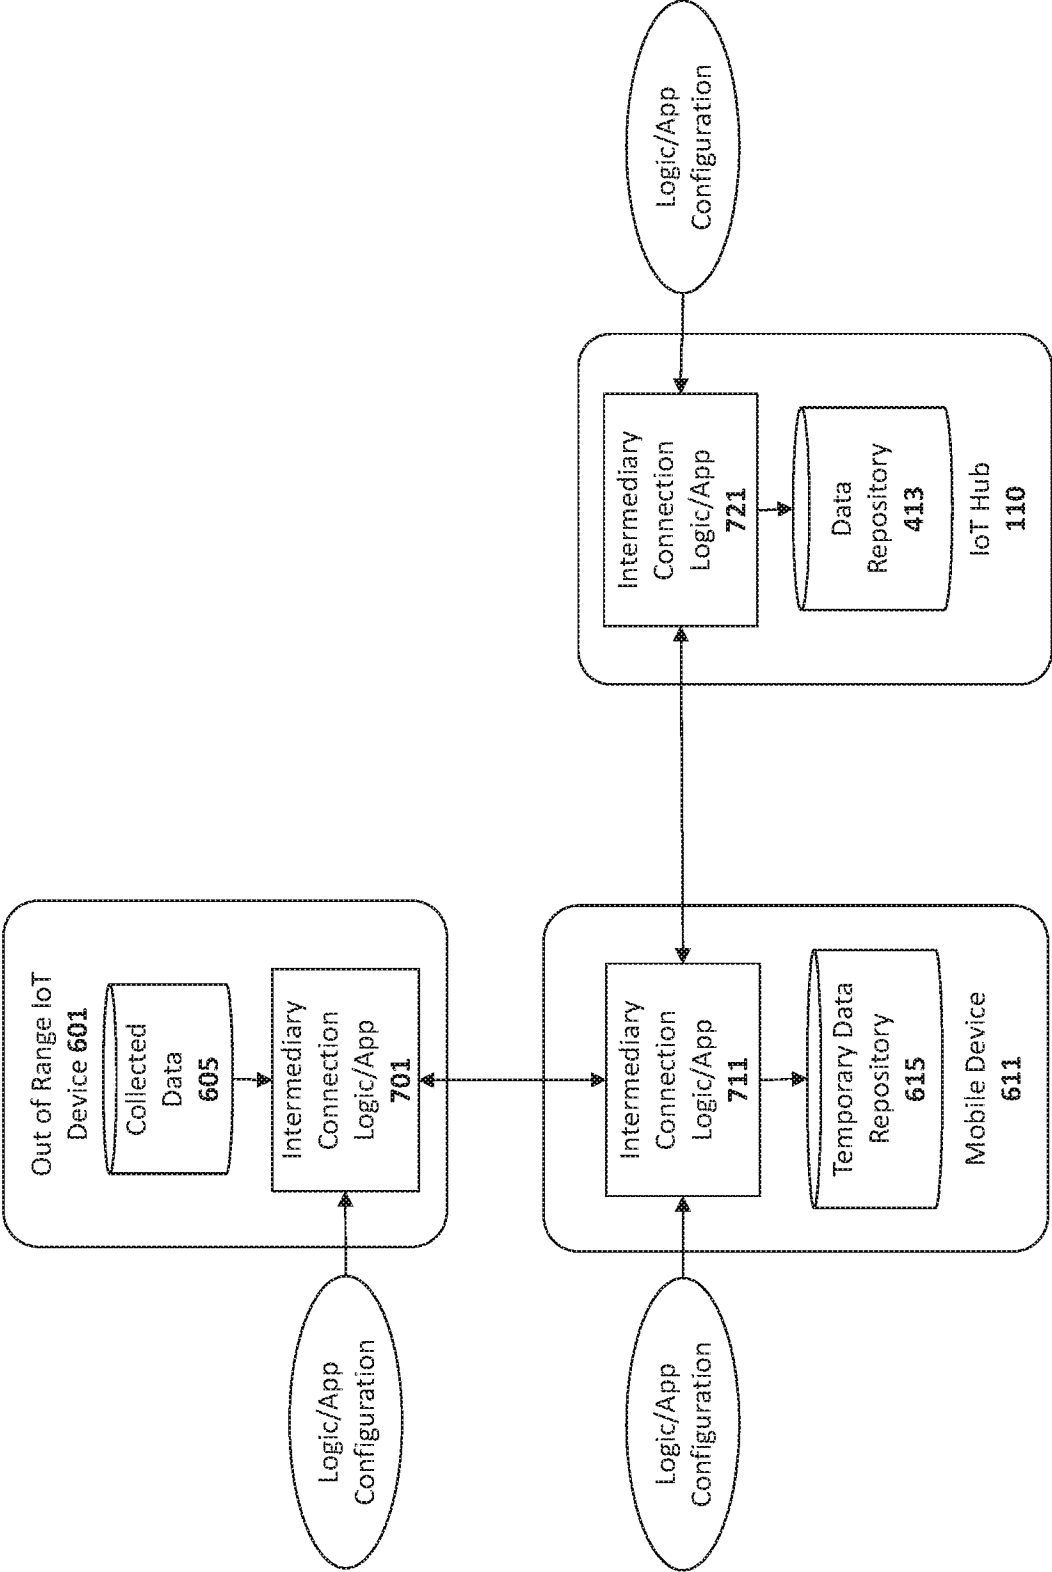 Out of Range IoT
Device 601
Collected
Data
605
Intermediary
Connection
Logic/App
701
Logic/App
Configuration
Intermediary
Connection
Logic/App
711
Temporary Data
Repository
615
Mobile Device
611
Logic/App
Configuration
Intermediary
Connection
Logic/App
721
Data
Repository
413
IoT Hub
110
Logic/App
Configuration